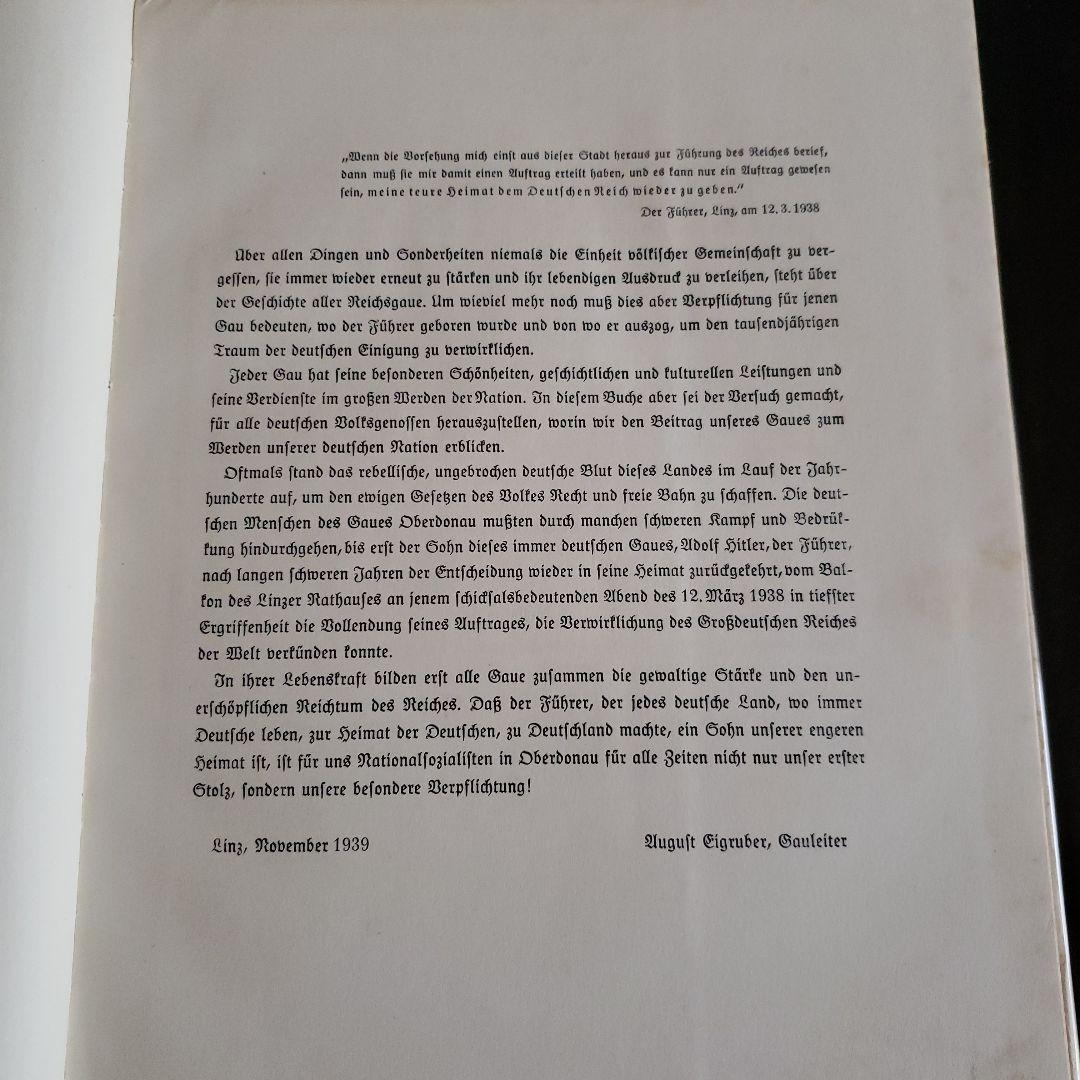 „Wenn die Vorsehung mich einst aus dieser Stadt heraus zur Führung des Reiches berief,
dann muß sie mir damit einen Auftrag erteilt haben, und es kann nur ein Auftrag gewesen
sein, meine teure Heimat dem Deutschen Reich wieder zu geben.“
Der Führer, Linz, am 12. 3. 1938
Über allen Dingen und Sonderheiten niemals die Einheit völkischer Gemeinschaft zu ver-
gessen, sie immer wieder erneut zu stärken und ihr lebendigen Ausdruck zu verleihen, steht über
der Geschichte aller Reichsgaue. Um wieviel mehr noch muß dies aber Verpflichtung für jenen
Gau bedeuten, wo der Führer geboren wurde und von wo er auszog, um den tausendjährigen
Traum der deutschen Einigung zu verwirklichen.
Jeder Gau hat seine besonderen Schönheiten, geschichtlichen und kulturellen Leistungen und
seine Verdienste im großen Werden der Nation. In diesem Buche aber sei der Versuch gemacht,
für alle deutschen Volksgenossen herauszustellen, worin wir den Beitrag unseres Gaues zum
Werden unserer deutschen Nation erblicken.
Oftmals stand das rebellische, ungebrochen deutsche Blut dieses Landes im Lauf der Jahr-
hunderte auf, um den ewigen Gesetzen des Volkes Recht und freie Bahn zu schaffen. Die deut-
schen Menschen des Gaues Oberdonau mußten durch manchen schweren Kampf und Bedrük-
kung hindurchgehen, bis erst der Sohn dieses immer deutschen Gaues, Adolf Hitler, der Führer,
nach langen schweren Jahren der Entscheidung wieder in seine Heimat zurückgekehrt, vom Bal-
kon des Linzer Rathauses an jenem schicksalsbedeutenden Abend des 12. März 1938 in tiefster
Ergriffenheit die Vollendung seines Auftrages, die Verwirklichung des Großdeutschen Reiches
der Welt verkünden konnte.
In ihrer Lebenskraft bilden erst alle Gaue zusammen die gewaltige Stärke und den un-
erschöpflichen Reichtum des Reiches. Daß der Führer, der jedes deutsche Land, wo immer
Deutsche leben, zur Heimat der Deutschen, zu Deutschland machte, ein Sohn unserer engeren
Heimat ist, ist für uns Nationalsozialisten in Oberdonau für alle Zeiten nicht nur unser erster
Stolz, sondern unsere besondere Verpflichtung!
Linz, November 1939 August Eigruber, Gauleiter